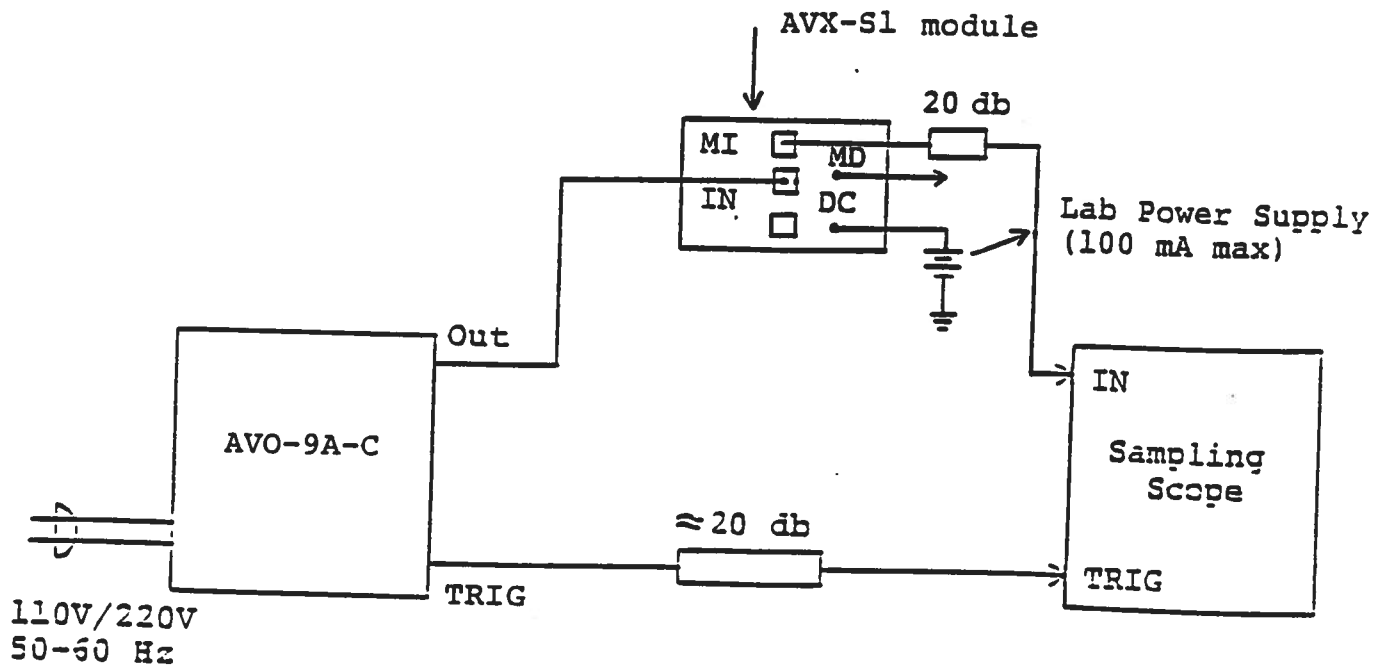 AVX-S1 module
20 db
MI
MD
IN
DC
Lab Power Supply
(100 mA max)
Out
IN
AVO-9A-C
Sampling
Scope
≈20 db
TRIG
TRIG
110V/220V
50-60 Hz